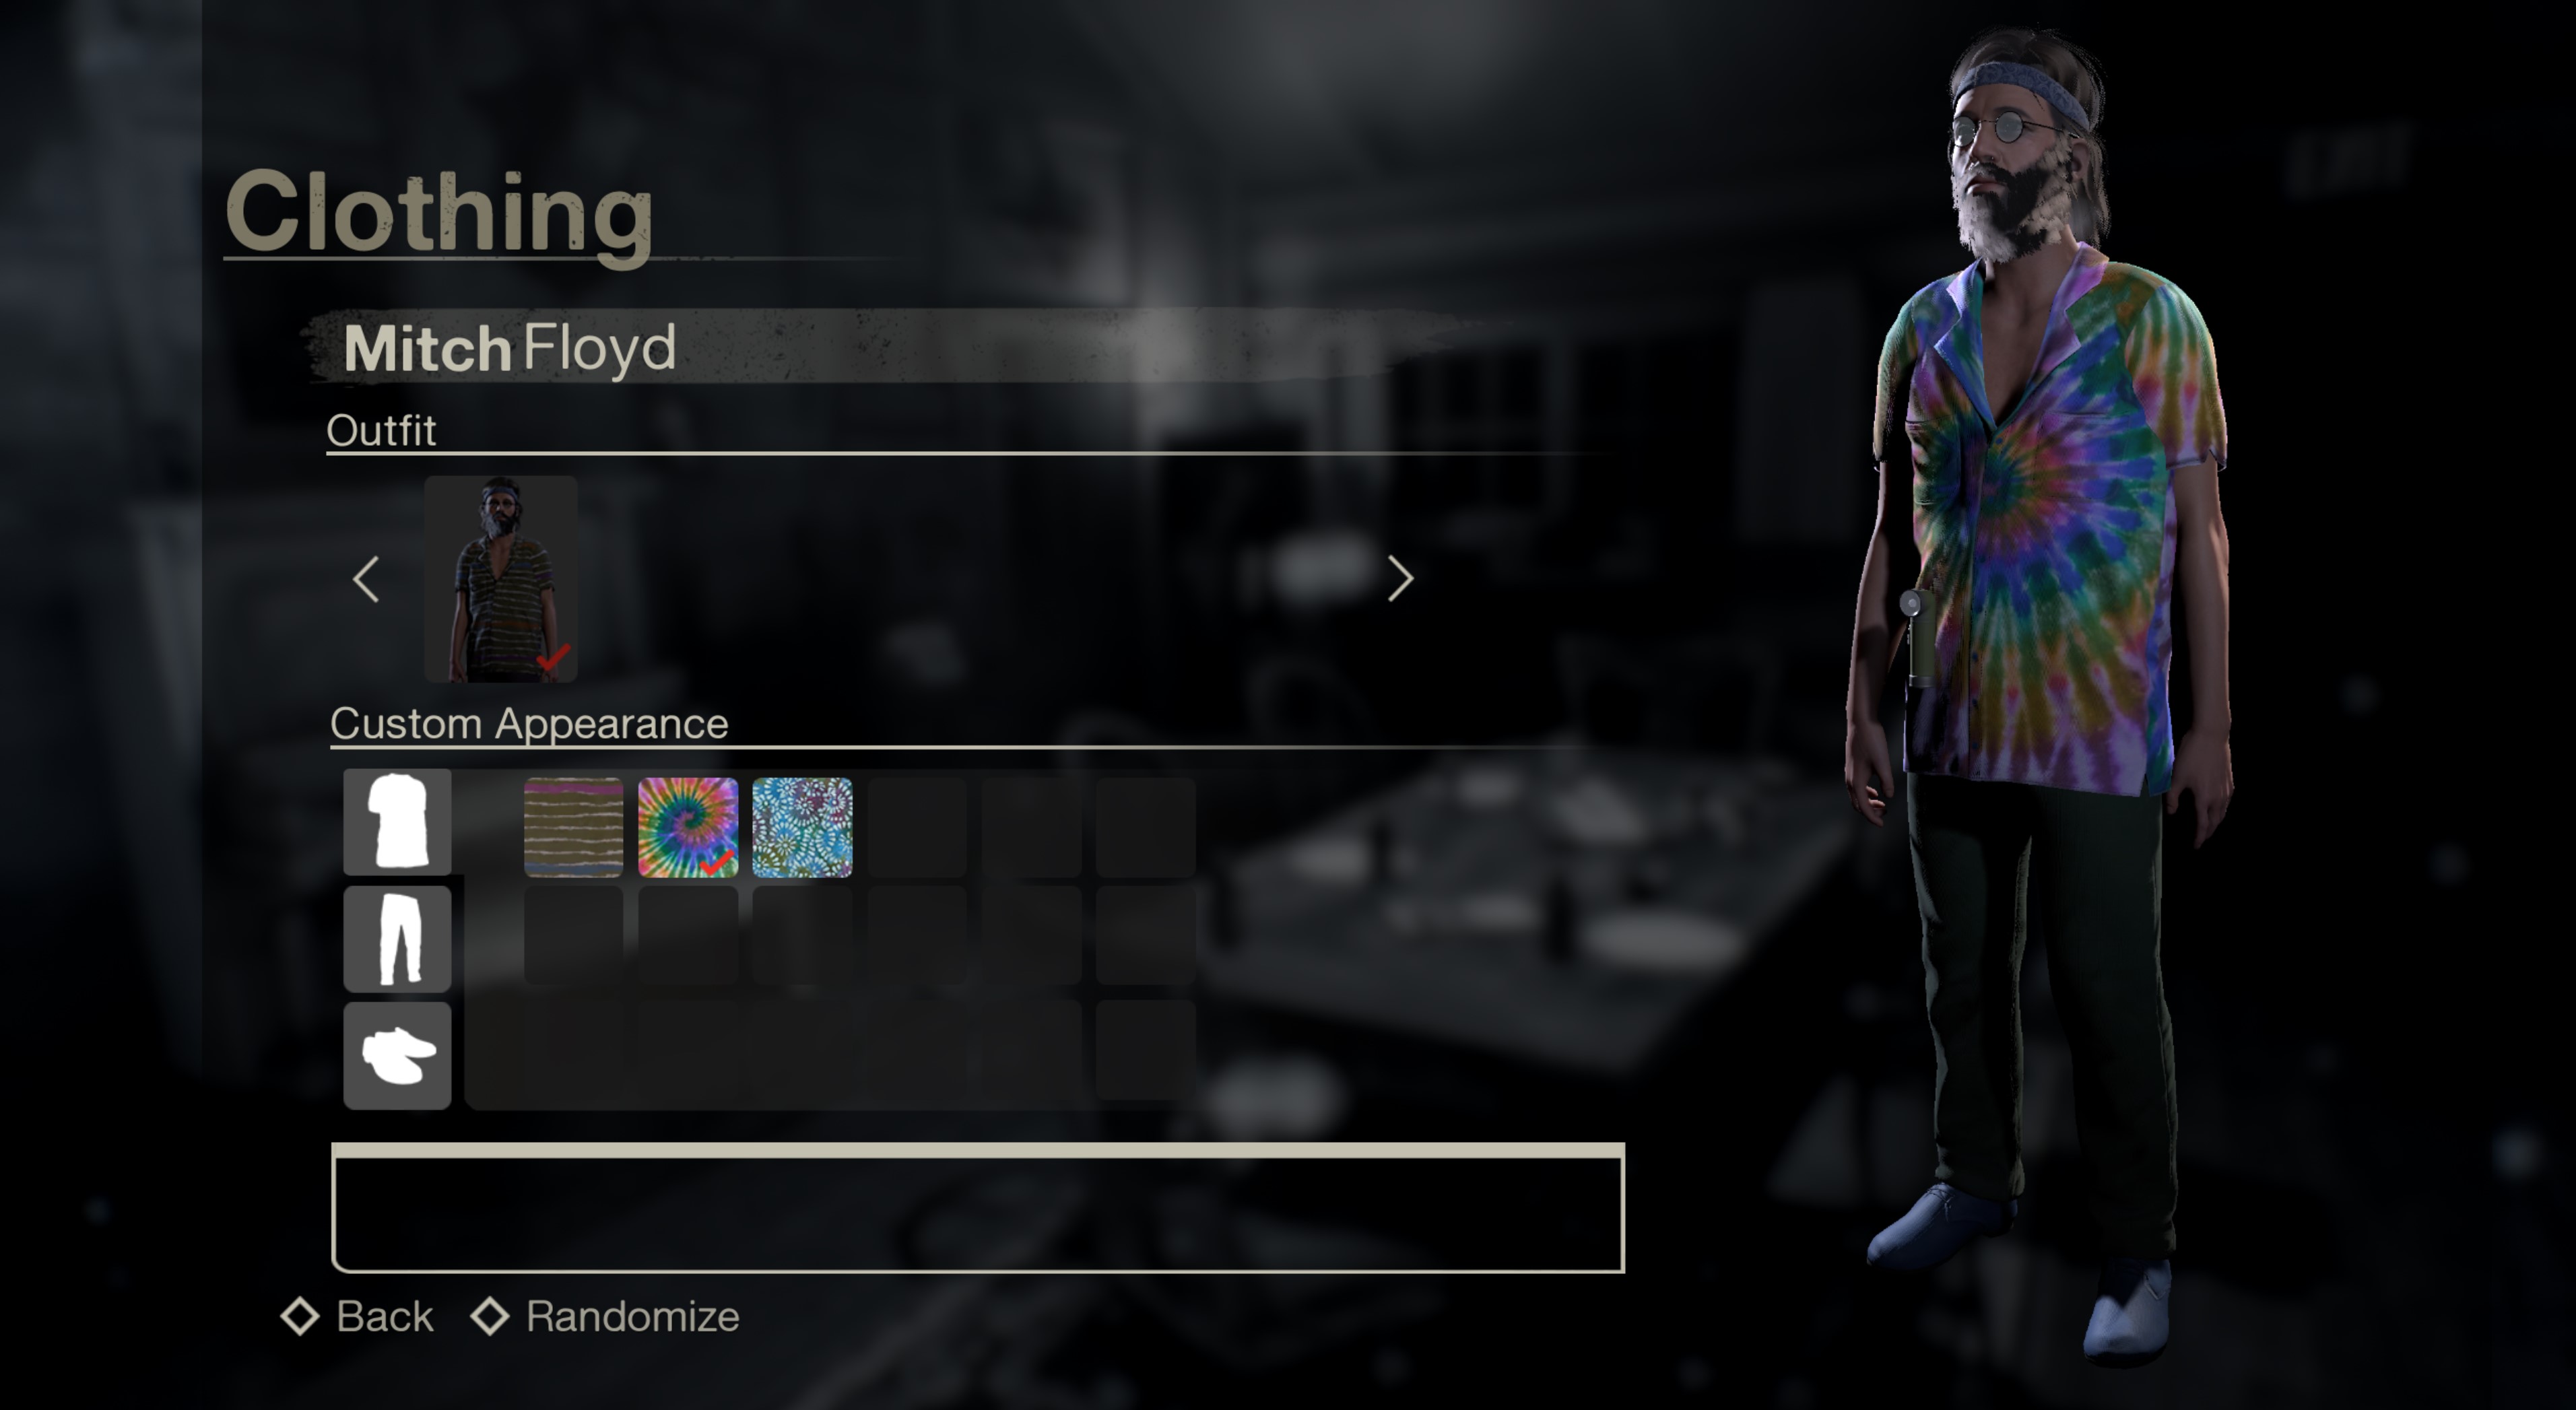 Clothing
Mitch Floyd
Outfit
Custom Appearance
Back
Randomize